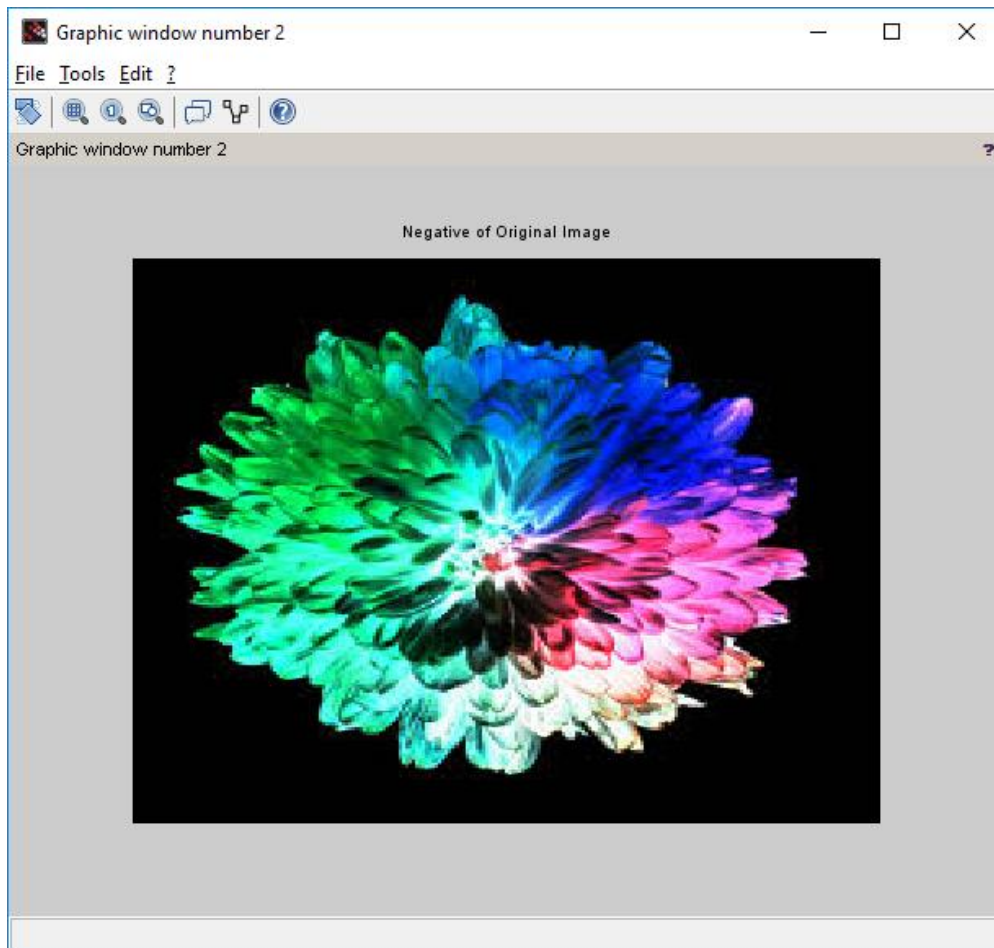 Graphic window number 2
File Tools Edit ?
Graphic window number 2 ?
Negative of Original Image